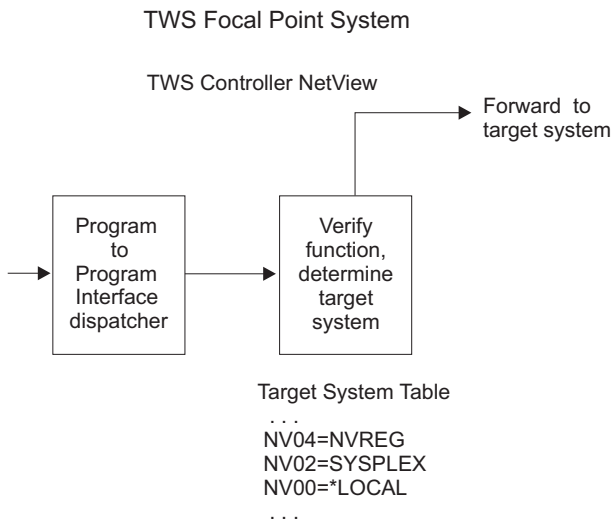 TWS Focal Point System
TWS Controller NetView
Forward to
target system
Program
to
Program
Interface
dispatcher
Verify
function,
determine
target
system
Target System Table
. . .
NV04=NVREG
NV02=SYSPLEX
NV00=*LOCAL
. . .